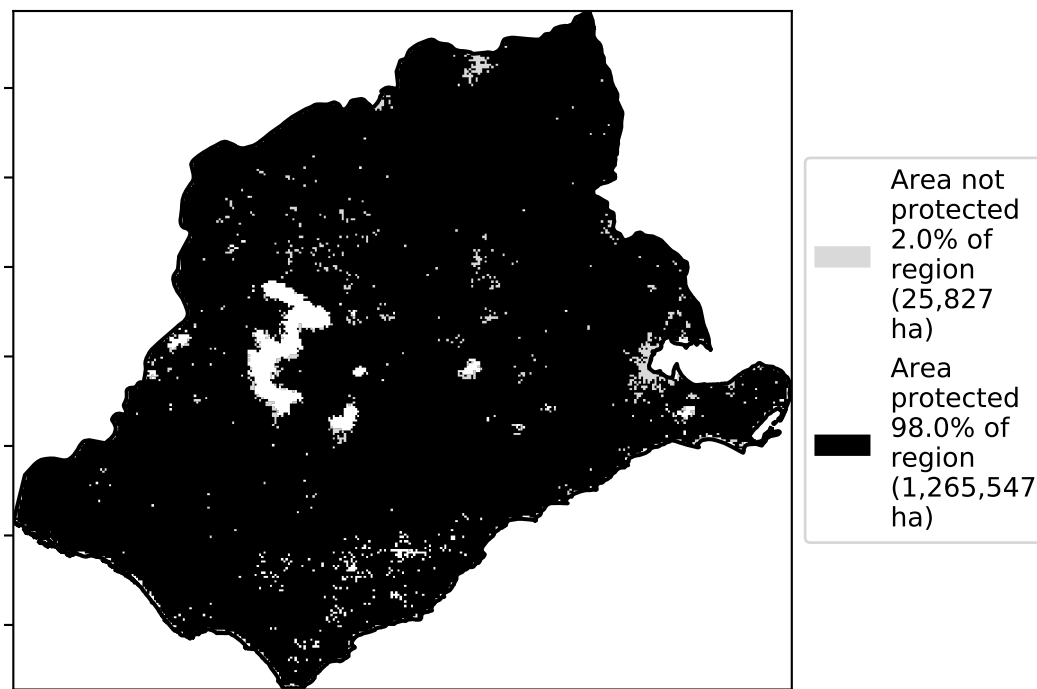 Area not
protected
2.0% of
region
(25,827
ha)
Area
protected
98.0% of
region
(1,265,547
ha)